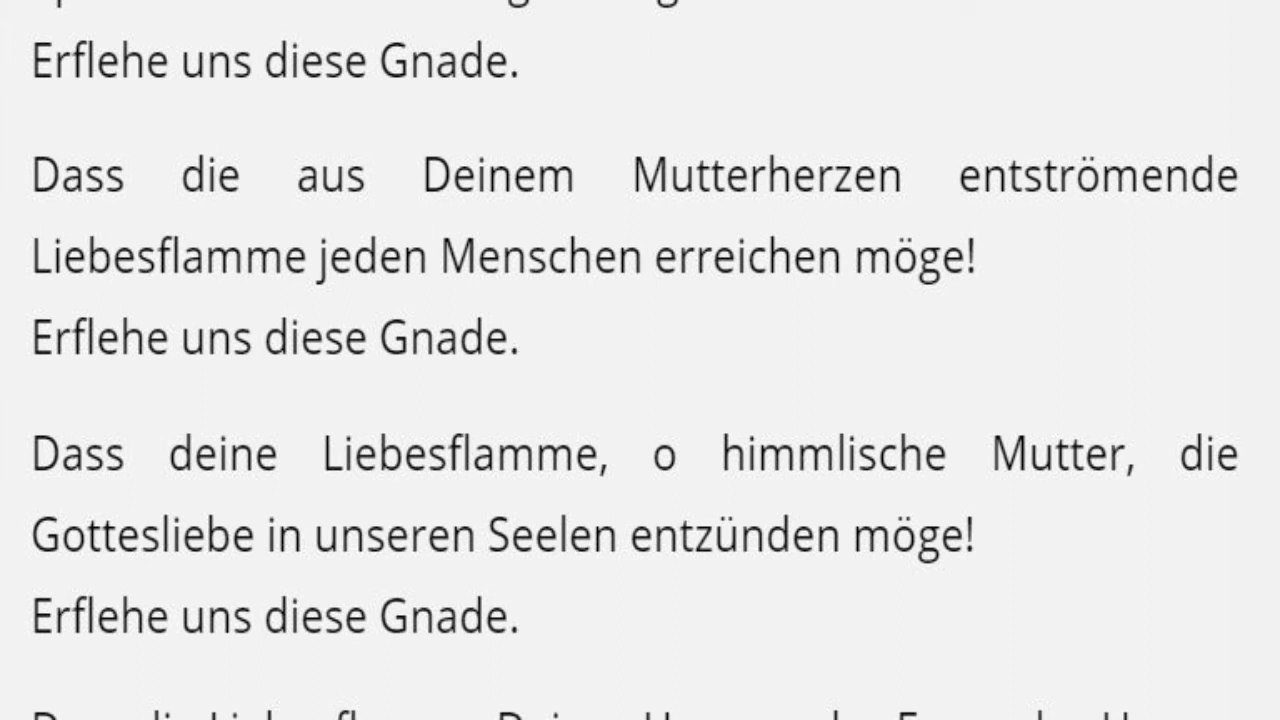 Erflehe uns diese Gnade.
Dass die aus Deinem Mutterherzen entströmende
Liebesflamme jeden Menschen erreichen möge!
Erflehe uns diese Gnade.
Dass deine Liebesflamme, o himmlische Mutter, die
Gottesliebe in unseren Seelen entzünden möge!
Erflehe uns diese Gnade.